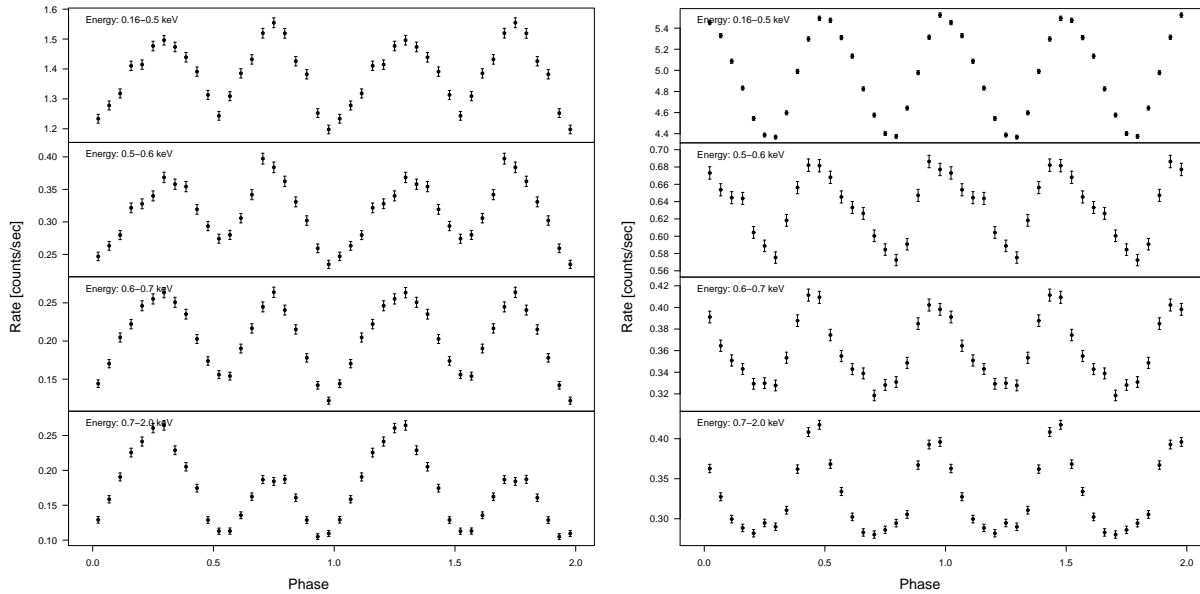 Energy: 0.16–0.5 keV
1.6
1.5
1.4
1.3
1.2
Energy: 0.5–0.6 keV
0.40
0.35
0.30
0.25
Energy: 0.6–0.7 keV
0.25
0.20
0.15
Energy: 0.7–2.0 keV
0.25
0.20
0.15
0.10
0.0 0.5 1.0 1.5 2.0
Phase
Rate [counts/sec]
Energy: 0.16–0.5 keV
5.4
5.2
5.0
4.8
4.6
4.4
Energy: 0.5–0.6 keV
0.70
0.68
0.66
0.64
0.62
0.60
0.58
0.56
Energy: 0.6–0.7 keV
0.42
0.40
0.38
0.36
0.34
0.32
Energy: 0.7–2.0 keV
0.40
0.35
0.30
0.0 0.5 1.0 1.5 2.0
Phase
Rate [counts/sec]